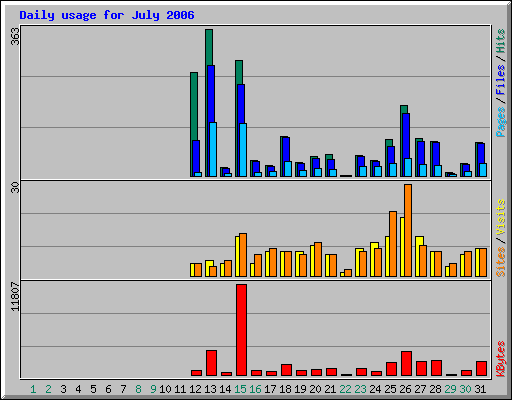 Daily usage for July 2006
363
Pages / Files / Hits
30
Sites / Visits
11807
KBytes
1 2 3 4 5 6 7 8 9 10 11 12 13 14 15 16 17 18 19 20 21 22 23 24 25 26 27 28 29 30 31